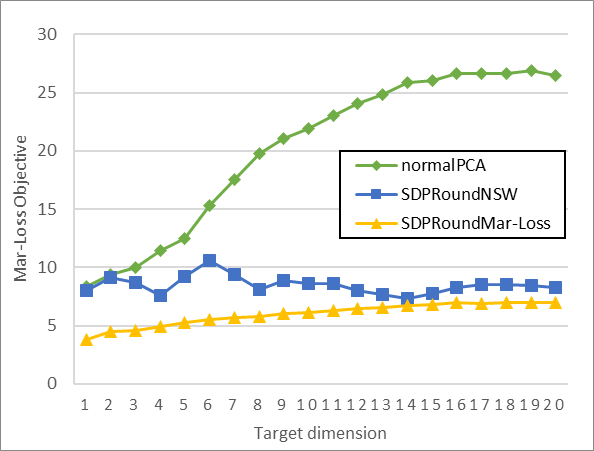 Mar-Loss Objective
30
25
20
15
10
5
0
normalPCA
SDPRoundNSW
SDPRoundMar-Loss
1 2 3 4 5 6 7 8 9 10 11 12 13 14 15 16 17 18 19 20
Target dimension